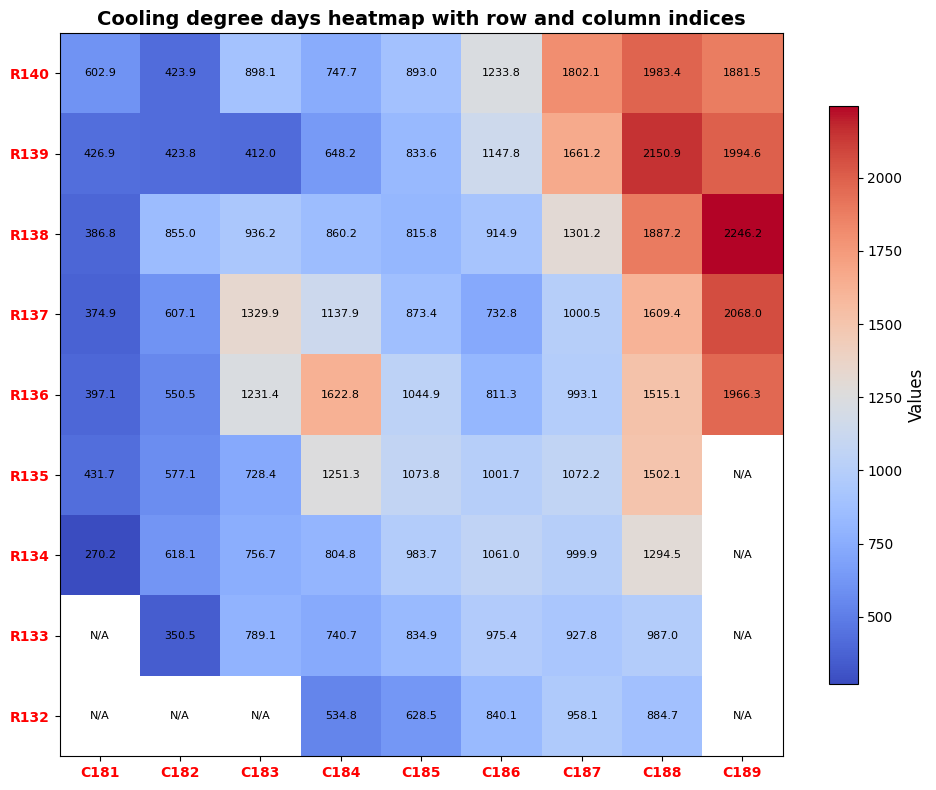 Cooling degree days heatmap with row and column indices
R140 602.9 423.9 898.1 747.7 893.0 1233.8 1802.1 1983.4 1881.5
R139 426.9 423.8 412.0 648.2 833.6 1147.8 1661.2 2150.9 1994.6
R138 386.8 855.0 936.2 860.2 815.8 914.9 1301.2 1887.2 2246.2
R137 374.9 607.1 1329.9 1137.9 873.4 732.8 1000.5 1609.4 2068.0
R136 397.1 550.5 1231.4 1622.8 1044.9 811.3 993.1 1515.1 1966.3
R135 431.7 577.1 728.4 1251.3 1073.8 1001.7 1072.2 1502.1 N/A
R134 270.2 618.1 756.7 804.8 983.7 1061.0 999.9 1294.5 N/A
R133 N/A 350.5 789.1 740.7 834.9 975.4 927.8 987.0 N/A
R132 N/A N/A N/A 534.8 628.5 840.1 958.1 884.7 N/A
C181 C182 C183 C184 C185 C186 C187 C188 C189
2000
1750
1500
1250
1000
750
500
Values